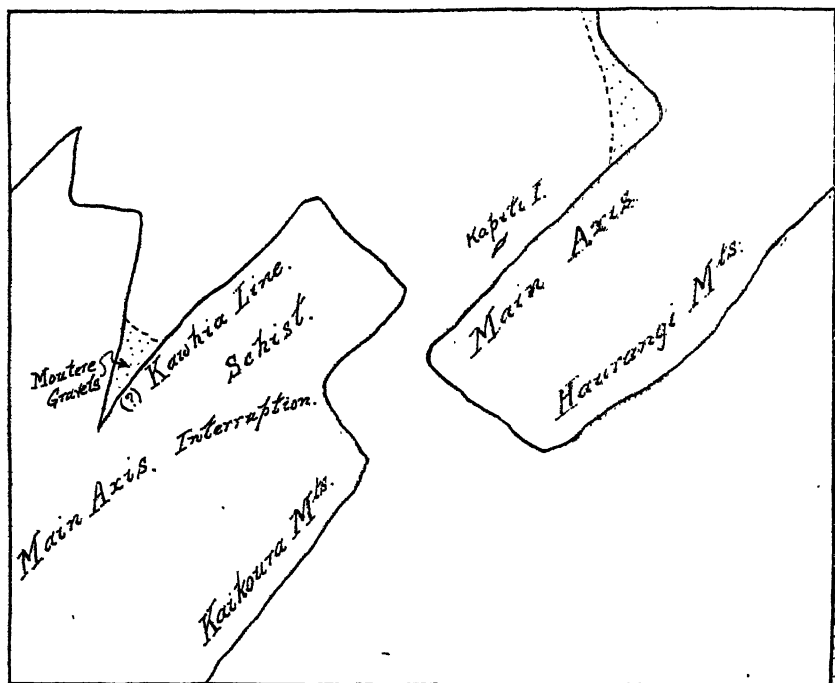 Kapiti I.
Main Axis
Haurangi Mts.
(?) Kawhia Line.
Schist.
Moutere
Gravels
Interruption.
Main Axis.
Kaikoura Mts.